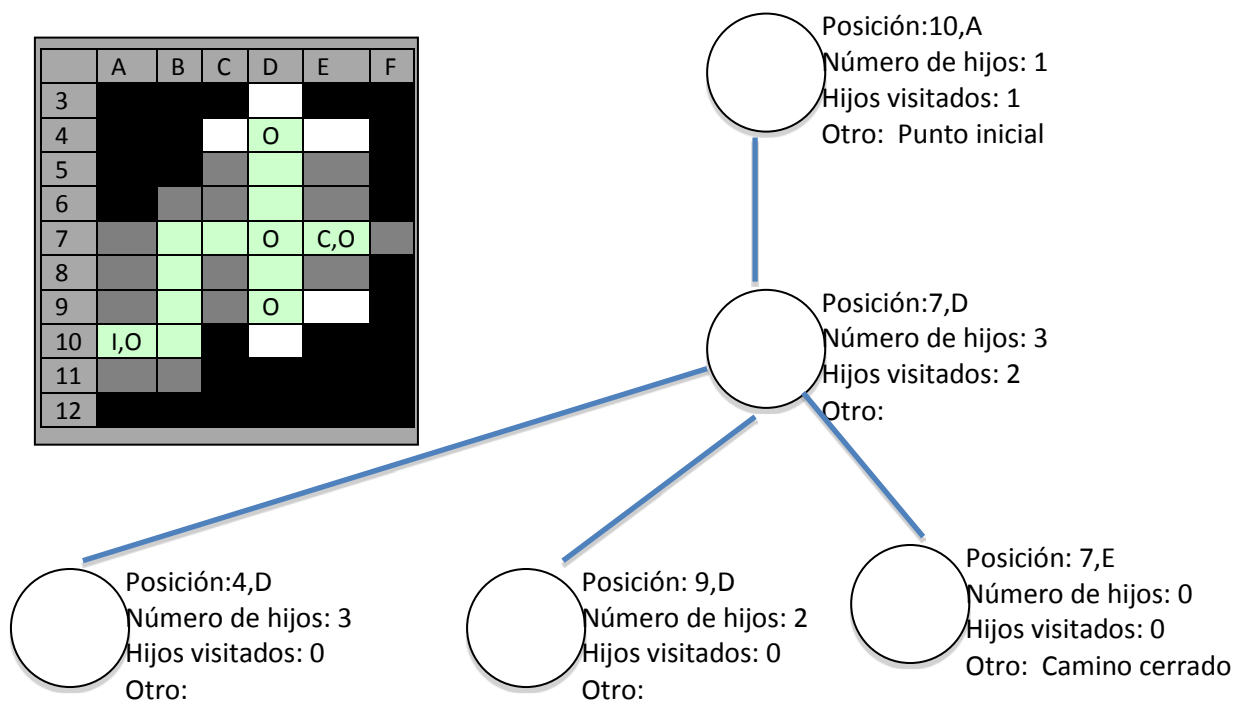 A B C D E F
3
4 O
5
6
7 O C,O
8
9 O
10 I,O
11
12
Posición:10,A
Número de hijos: 1
Hijos visitados: 1
Otro: Punto inicial
Posición:7,D
Número de hijos: 3
Hijos visitados: 2
Otro:
Posición:4,D
Número de hijos: 3
Hijos visitados: 0
Otro:
Posición: 9,D
Número de hijos: 2
Hijos visitados: 0
Otro:
Posición: 7,E
Número de hijos: 0
Hijos visitados: 0
Otro: Camino cerrado